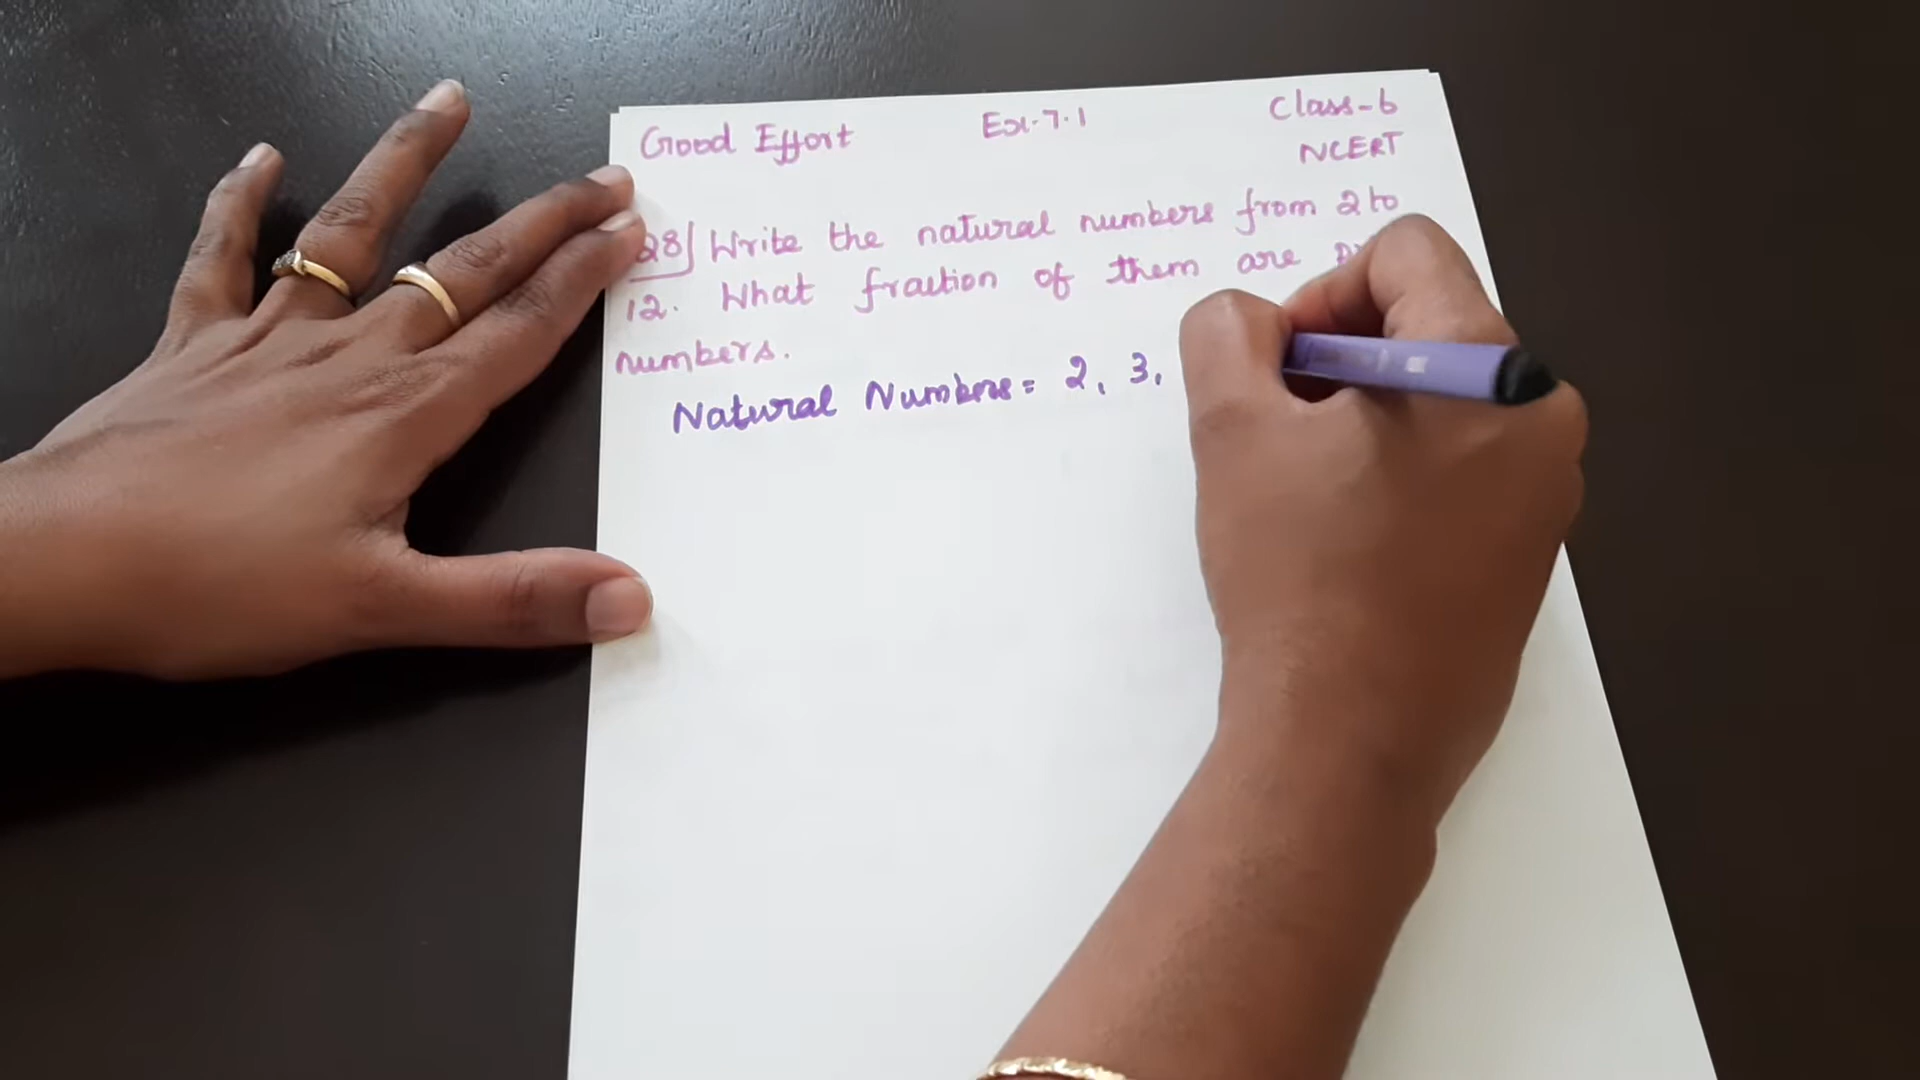 Good Effort Ex-7.1 Class-6
NCERT
28) Write the natural numbers from 2 to
12. What fraction of them are
numbers.
Natural Numbers = 2, 3,